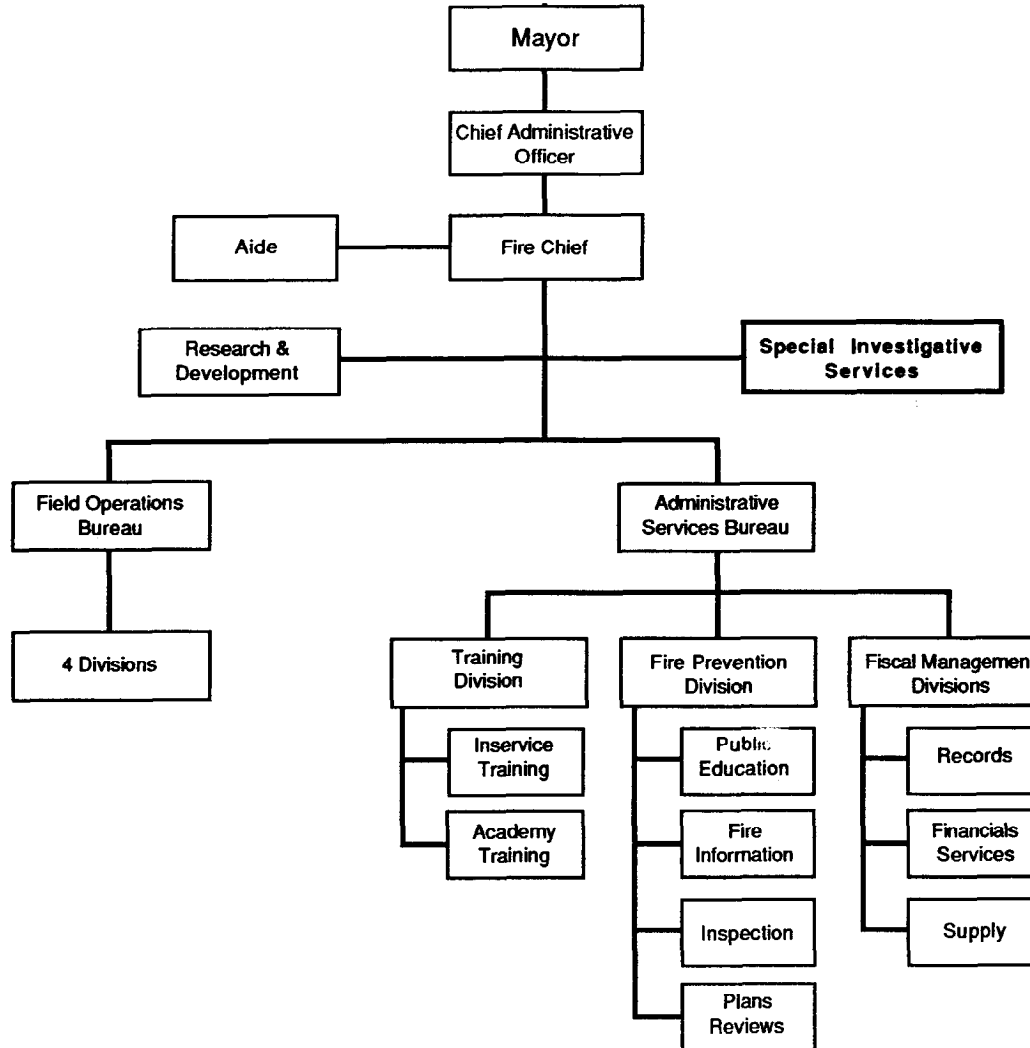 Mayor
Chief Administrative
Officer
Aide
Fire Chief
Research &
Development
Special Investigative
Services
Field Operations
Bureau
Administrative
Services Bureau
4 Divisions
Training
Division
Fire Prevention
Division
Fiscal Managemen
Divisions
Inservice
Training
Academy
Training
Public
Education
Fire
Information
Inspection
Plans
Reviews
Records
Financials
Services
Supply